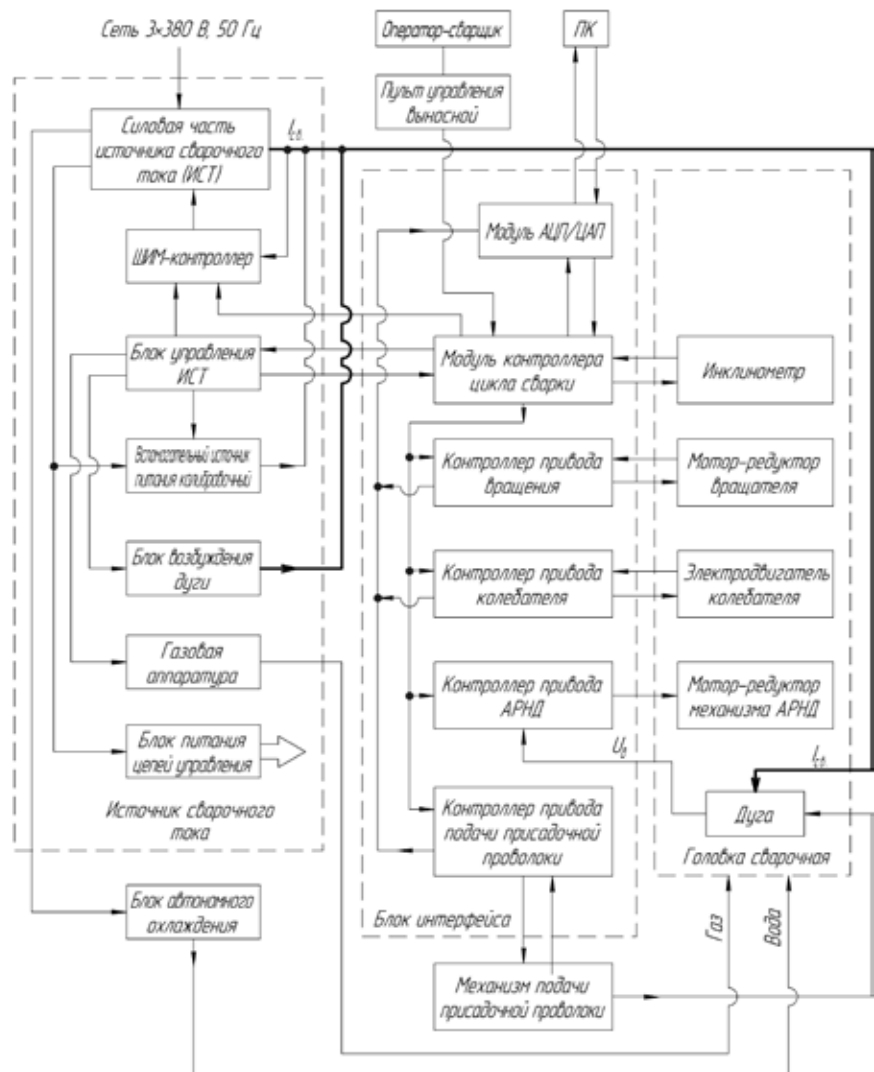 Сеть 3×380 В, 50 Гц
Оператор-сварщик
ПК
Пульт управления
выносной
Силовая часть
источника сварочного
тока (ИСТ)
Iсв.
Модуль АЦП/ЦАП
ШИМ-контроллер
Блок управления
ИСТ
Модуль контроллера
цикла сварки
Инклинометр
Вспомогательный источник
питания калибровочный
Контроллер привода
вращения
Мотор-редуктор
вращателя
Блок возбуждения
дуги
Контроллер привода
колебателя
Электродвигатель
колебателя
Газовая
аппаратура
Контроллер привода
АРНД
Мотор-редуктор
механизма АРНД
Блок питания
цепей управления
Uд
Iсв.
Источник сварочного
тока
Контроллер привода
подачи присадочной
проволоки
Дуга
Головка сварочная
Блок автономного
охлаждения
Блок интерфейса
Газ
Вода
Механизм подачи
присадочной проволоки